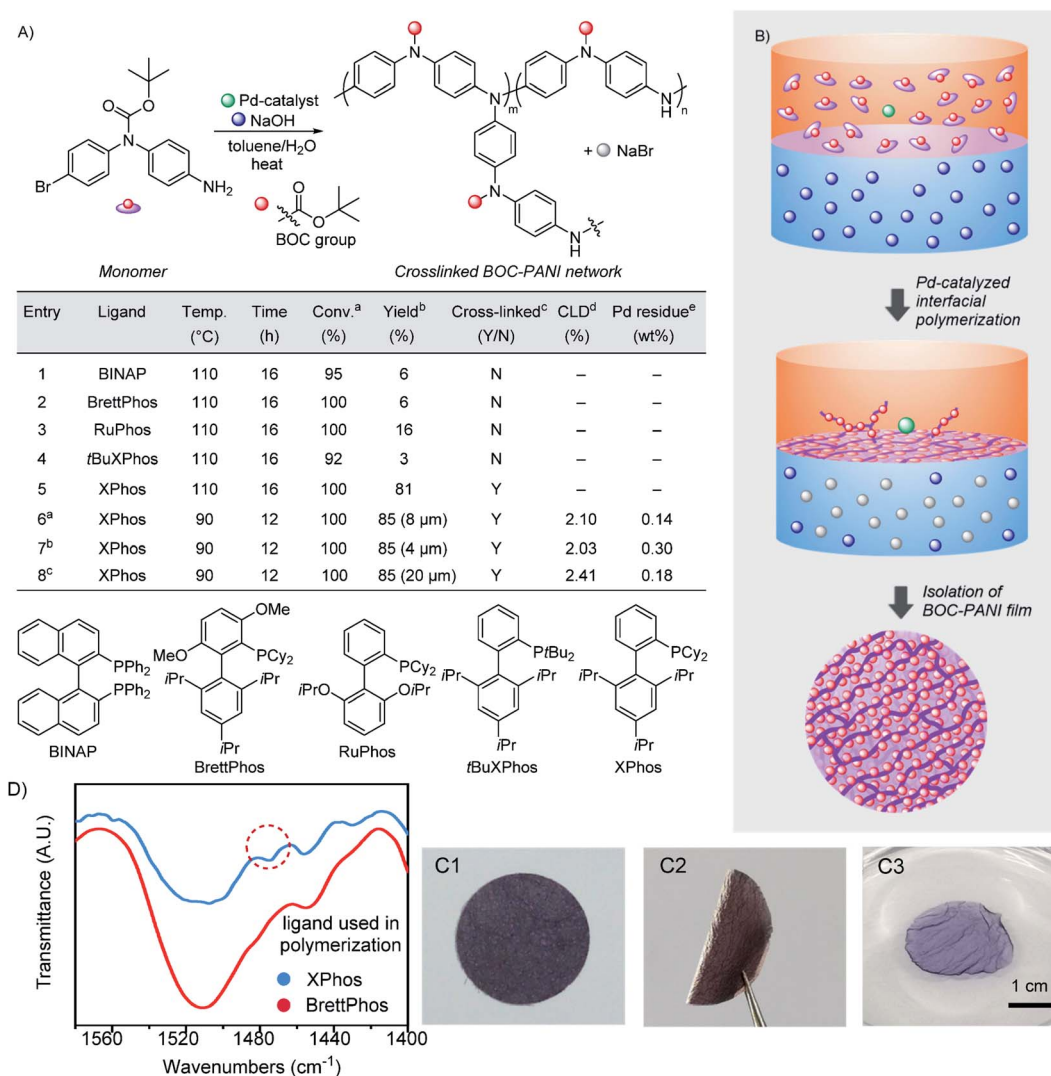 A)
O
O
N
Br
NH2
Monomer
Pd-catalyst
NaOH
toluene/H2O
heat
O
O
BOC group
N
N
m
N
N
H
n
+ NaBr
N
H
Crosslinked BOC-PANI network
Entry Ligand Temp. Time Conv.a Yieldb Cross-linkedc CLDd Pd residuee
(°C) (h) (%) (%) (Y/N) (%) (wt%)
1 BINAP 110 16 95 6 N – –
2 BrettPhos 110 16 100 6 N – –
3 RuPhos 110 16 100 16 N – –
4 tBuXPhos 110 16 92 3 N – –
5 XPhos 110 16 100 81 Y – –
6a XPhos 90 12 100 85 (8 μm) Y 2.10 0.14
7b XPhos 90 12 100 85 (4 μm) Y 2.03 0.30
8c XPhos 90 12 100 85 (20 μm) Y 2.41 0.18
PPh2
PPh2
BINAP
OMe
MeO
PCy2
iPr
iPr
iPr
BrettPhos
PCy2
iPrO
OiPr
RuPhos
PtBu2
iPr
iPr
iPr
tBuXPhos
PCy2
iPr
iPr
iPr
XPhos
B)
Pd-catalyzed
interfacial
polymerization
Isolation of
BOC-PANI film
D)
Transmittance (A.U.)
ligand used in
polymerization
XPhos
BrettPhos
1560 1520 1480 1440 1400
Wavenumbers (cm-1)
C1
C2
C3
1 cm